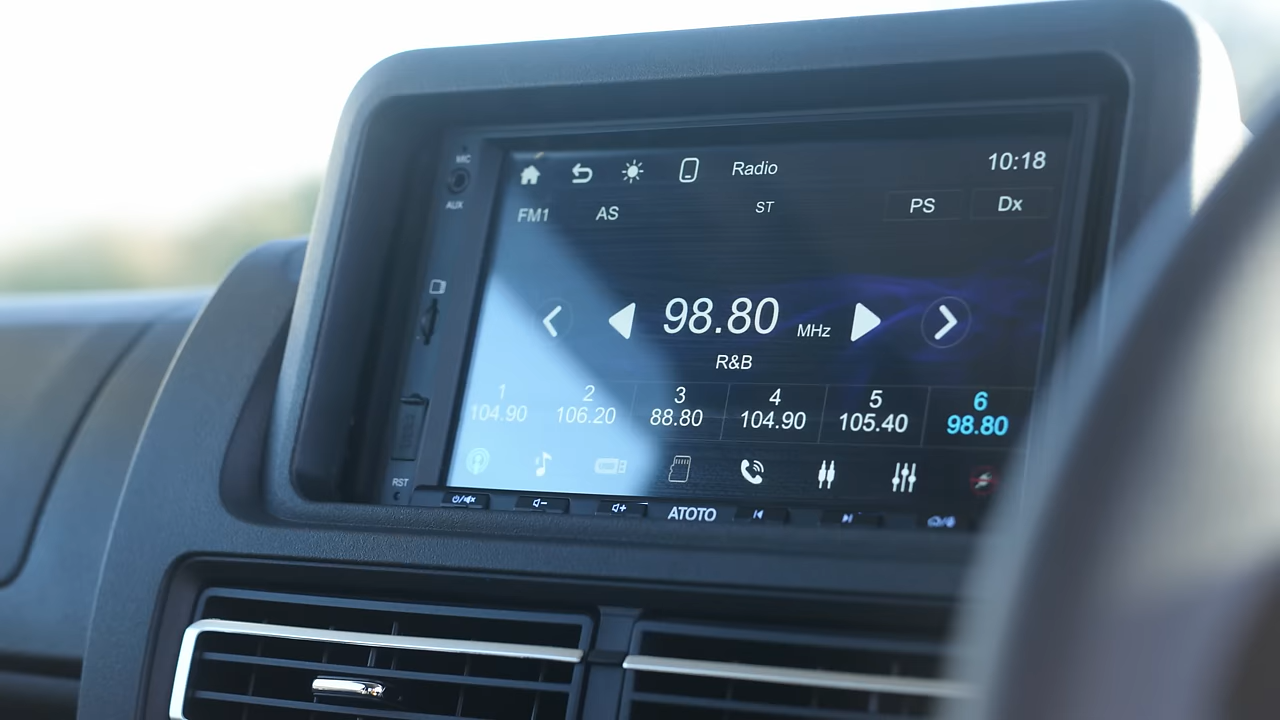 MIC
AUX
RST
Radio 10:18
FM1 AS ST PS Dx
98.80 MHz
R&B
1 2 3 4 5 6
104.90 106.20 88.80 104.90 105.40 98.80
ATOTO